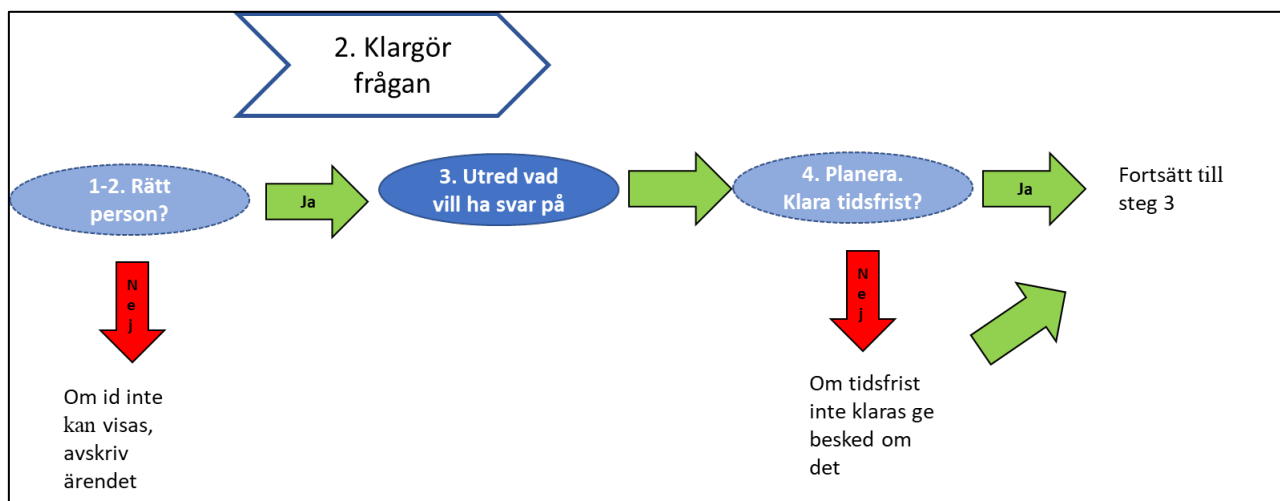 2. Klargör
frågan
1-2. Rätt
person?
Ja
3. Utred vad
vill ha svar på
4. Planera.
Klara tidsfrist?
Ja
Fortsätt till
steg 3
Nej
Om id inte
kan visas,
avskriv
ärendet
Nej
Om tidsfrist
inte klaras ge
besked om
det